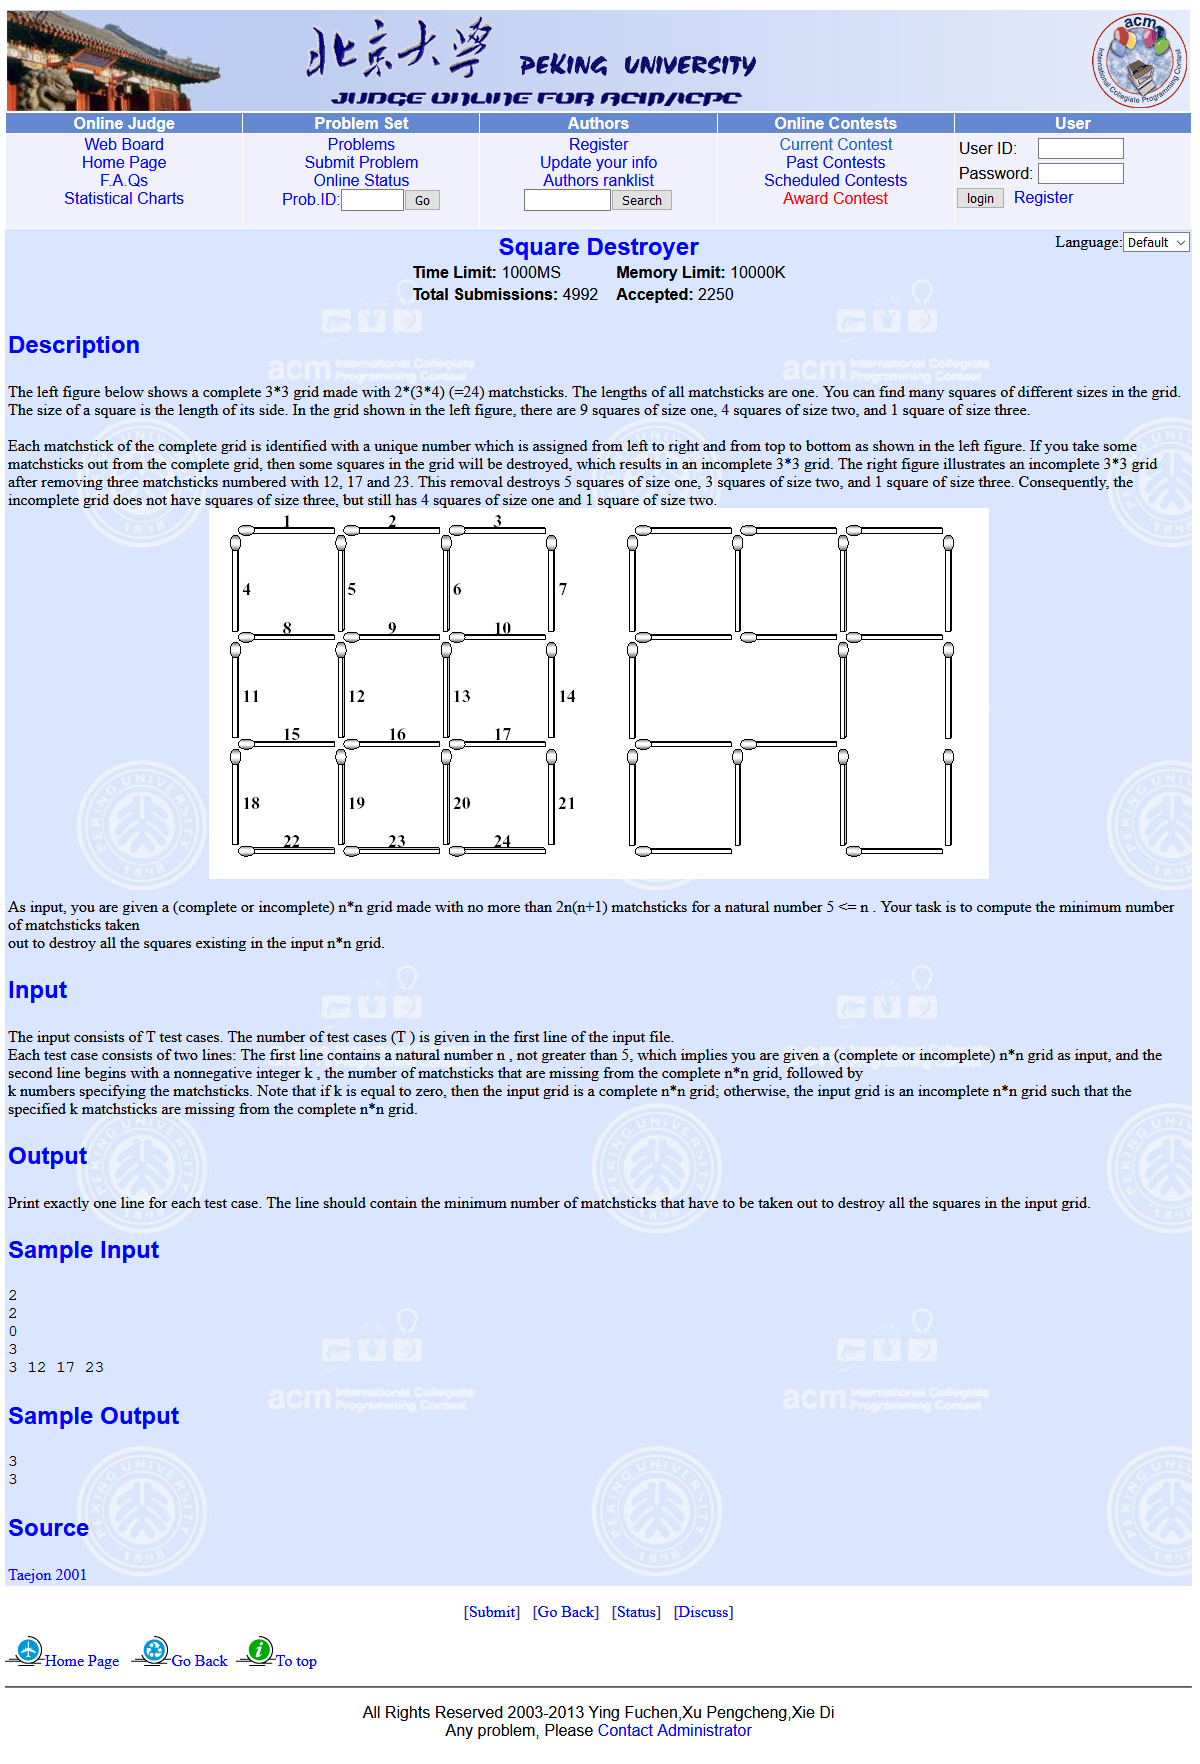 北京大學 PEKING UNIVERSITY
JUDGE ONLINE FOR ACM/ICPC
acm
International Collegiate Programming Contest
Online Judge Problem Set Authors Online Contests User
Web Board Problems Register Current Contest User ID:
Home Page Submit Problem Update your info Past Contests Password:
F.A.Qs Online Status Authors ranklist Scheduled Contests
Statistical Charts Prob.ID: Go Search Award Contest login Register
Language: Default
Square Destroyer
Time Limit: 1000MS Memory Limit: 10000K
Total Submissions: 4992 Accepted: 2250
Description
The left figure below shows a complete 3*3 grid made with 2*(3*4) (=24) matchsticks. The lengths of all matchsticks are one. You can find many squares of different sizes in the grid.
The size of a square is the length of its side. In the grid shown in the left figure, there are 9 squares of size one, 4 squares of size two, and 1 square of size three.
Each matchstick of the complete grid is identified with a unique number which is assigned from left to right and from top to bottom as shown in the left figure. If you take some
matchsticks out from the complete grid, then some squares in the grid will be destroyed, which results in an incomplete 3*3 grid. The right figure illustrates an incomplete 3*3 grid
after removing three matchsticks numbered with 12, 17 and 23. This removal destroys 5 squares of size one, 3 squares of size two, and 1 square of size three. Consequently, the
incomplete grid does not have squares of size three, but still has 4 squares of size one and 1 square of size two.
1 2 3
4 5 6 7
8 9 10
11 12 13 14
15 16 17
18 19 20 21
22 23 24
As input, you are given a (complete or incomplete) n*n grid made with no more than 2n(n+1) matchsticks for a natural number 5 <= n . Your task is to compute the minimum number
of matchsticks taken
out to destroy all the squares existing in the input n*n grid.
Input
The input consists of T test cases. The number of test cases (T ) is given in the first line of the input file.
Each test case consists of two lines: The first line contains a natural number n , not greater than 5, which implies you are given a (complete or incomplete) n*n grid as input, and the
second line begins with a nonnegative integer k , the number of matchsticks that are missing from the complete n*n grid, followed by
k numbers specifying the matchsticks. Note that if k is equal to zero, then the input grid is a complete n*n grid; otherwise, the input grid is an incomplete n*n grid such that the
specified k matchsticks are missing from the complete n*n grid.
Output
Print exactly one line for each test case. The line should contain the minimum number of matchsticks that have to be taken out to destroy all the squares in the input grid.
Sample Input
2
2
0
3
3 12 17 23
Sample Output
3
3
Source
Taejon 2001
[Submit] [Go Back] [Status] [Discuss]
Home Page Go Back To top
All Rights Reserved 2003-2013 Ying Fuchen,Xu Pengcheng,Xie Di
Any problem, Please Contact Administrator